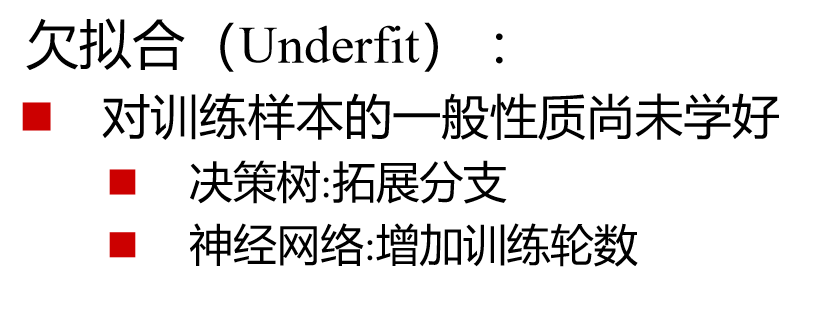 欠拟合（Underfit）：
对训练样本的一般性质尚未学好
决策树:拓展分支
神经网络:增加训练轮数